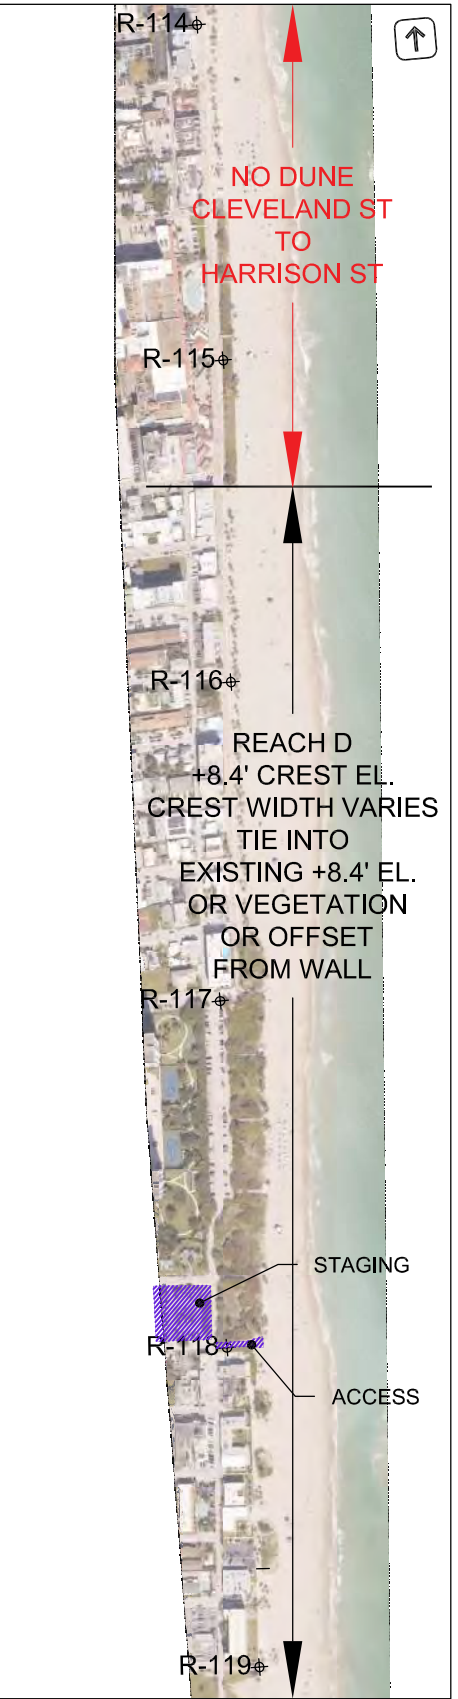 R-114
NO DUNE
CLEVELAND ST
TO
HARRISON ST
R-115
R-116
REACH D
+8.4' CREST EL.
CREST WIDTH VARIES
TIE INTO
EXISTING +8.4' EL.
OR VEGETATION
OR OFFSET
FROM WALL
R-117
STAGING
R-118
ACCESS
R-119